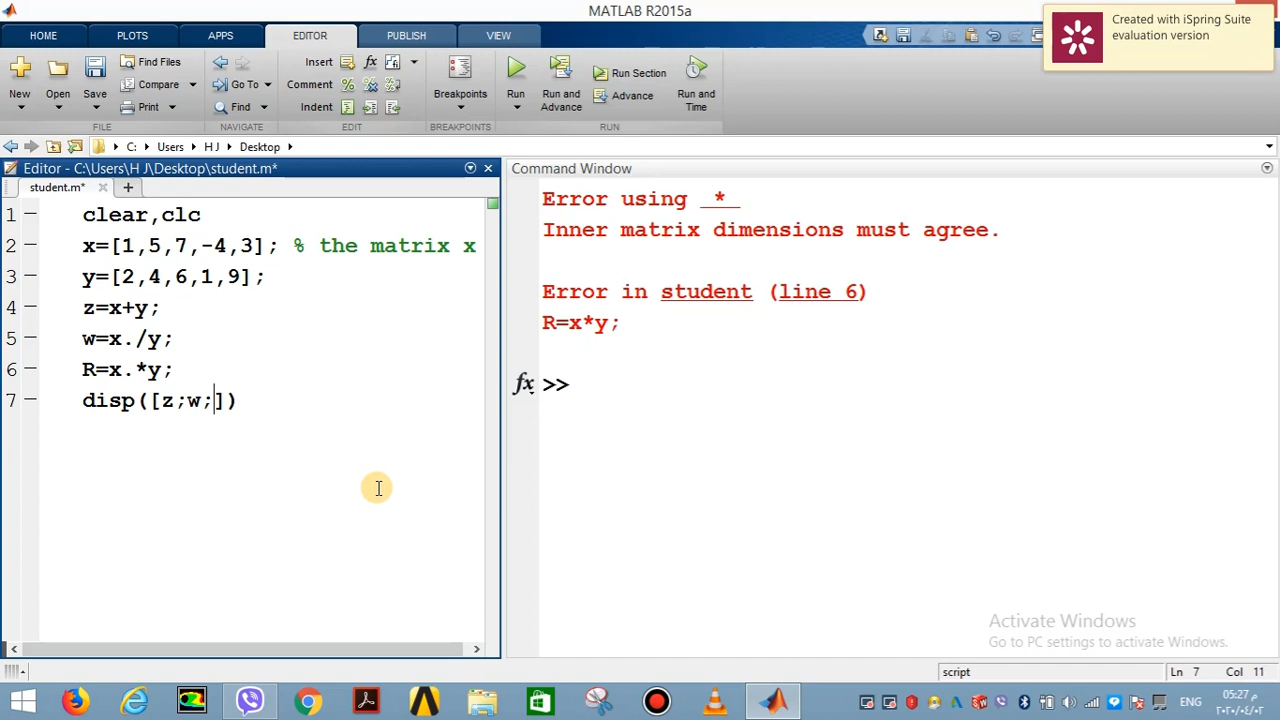 MATLAB R2015a
Created with iSpring Suite
evaluation version
HOME PLOTS APPS EDITOR PUBLISH VIEW
New Open Save Find Files Compare Print
Go To Find
Insert Comment Indent
Breakpoints
Run Run and Advance Run Section Advance Run and Time
FILE NAVIGATE EDIT BREAKPOINTS RUN
C: Users H J Desktop
Editor - C:\Users\H J\Desktop\student.m*
student.m*
1 clear,clc
2 x=[1,5,7,-4,3]; % the matrix x
3 y=[2,4,6,1,9];
4 z=x+y;
5 w=x./y;
6 R=x.*y;
7 disp([z;w;])
Command Window
Error using *
Inner matrix dimensions must agree.
Error in student (line 6)
R=x*y;
fx >>
Activate Windows
Go to PC settings to activate Windows.
script Ln 7 Col 11
ENG
05:27 م
٢٠٢٠/٠٤/٠٢